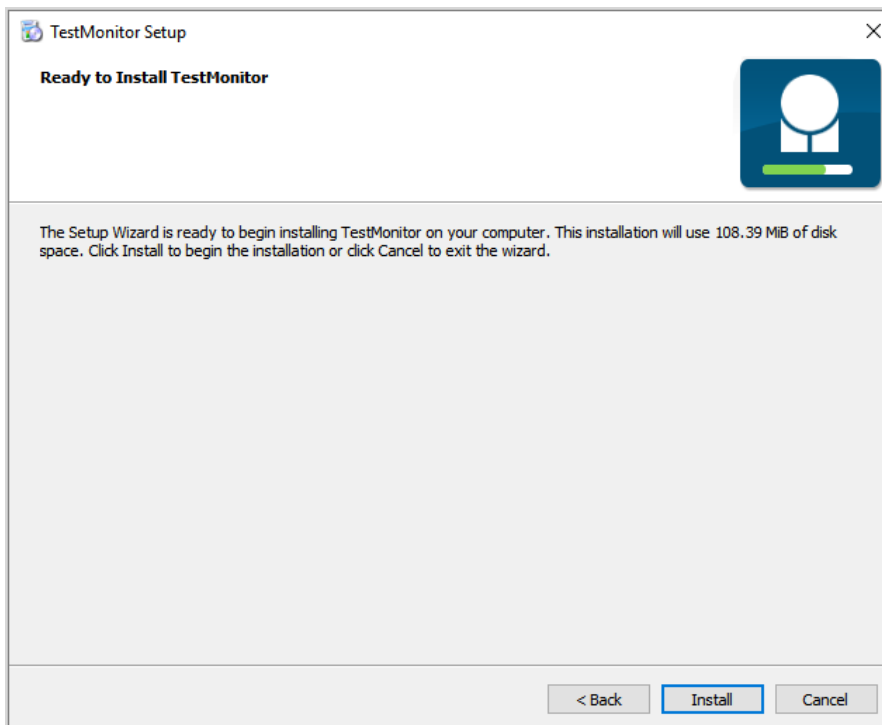 TestMonitor Setup
Ready to Install TestMonitor
The Setup Wizard is ready to begin installing TestMonitor on your computer. This installation will use 108.39 MiB of disk
space. Click Install to begin the installation or click Cancel to exit the wizard.
< Back Install Cancel